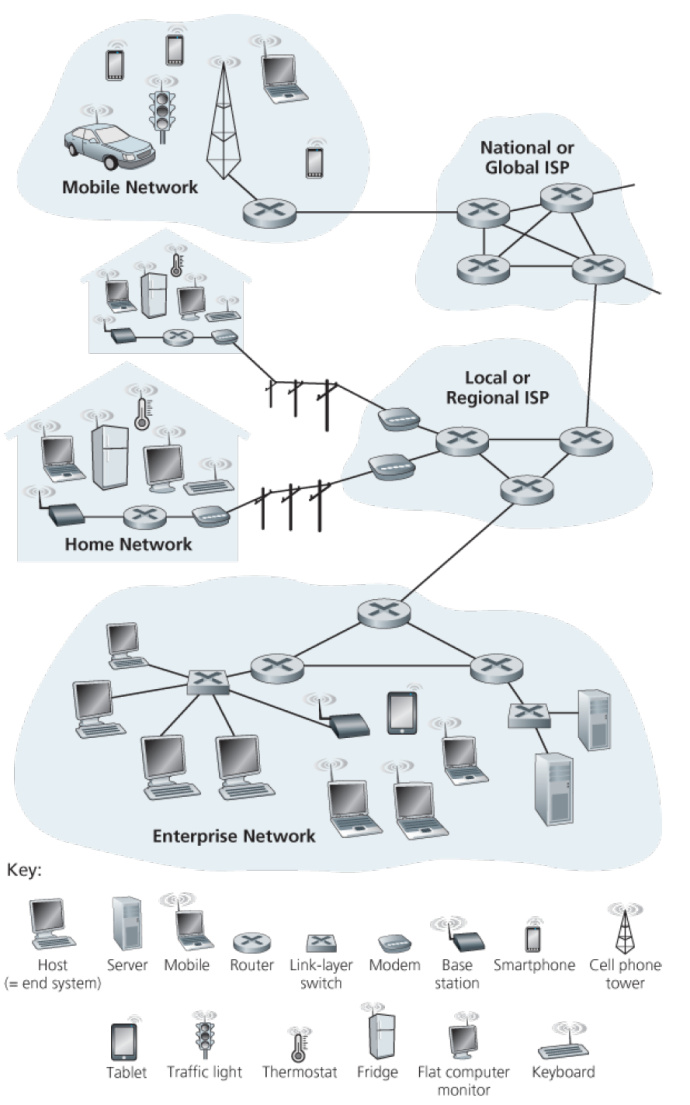 National or
Global ISP
Mobile Network
Local or
Regional ISP
Home Network
Enterprise Network
Key:
Host
(= end system)
Server
Mobile
Router
Link-layer
switch
Modem
Base
station
Smartphone
Cell phone
tower
Tablet
Traffic light
Thermostat
Fridge
Flat computer
monitor
Keyboard